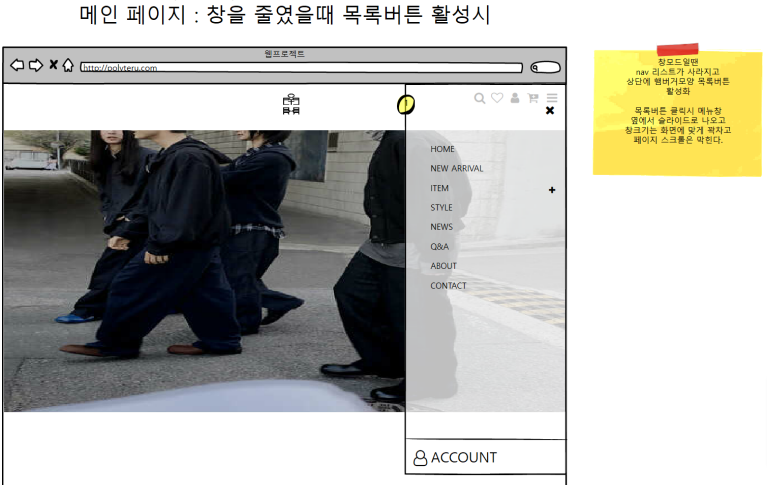 메인 페이지 : 창을 줄였을때 목록버튼 활성시
웹프로젝트
http://polyteru.com
HOME
NEW ARRIVAL
ITEM
STYLE
NEWS
Q&A
ABOUT
CONTACT
ACCOUNT
창모드일땐
nav 리스트가 사라지고
상단에 햄버거모양 목록버튼
활성화
목록버튼 클릭시 메뉴창
옆에서 슬라이드로 나오고
창크기는 화면에 맞게 꽉차고
페이지 스크롤은 막힌다.